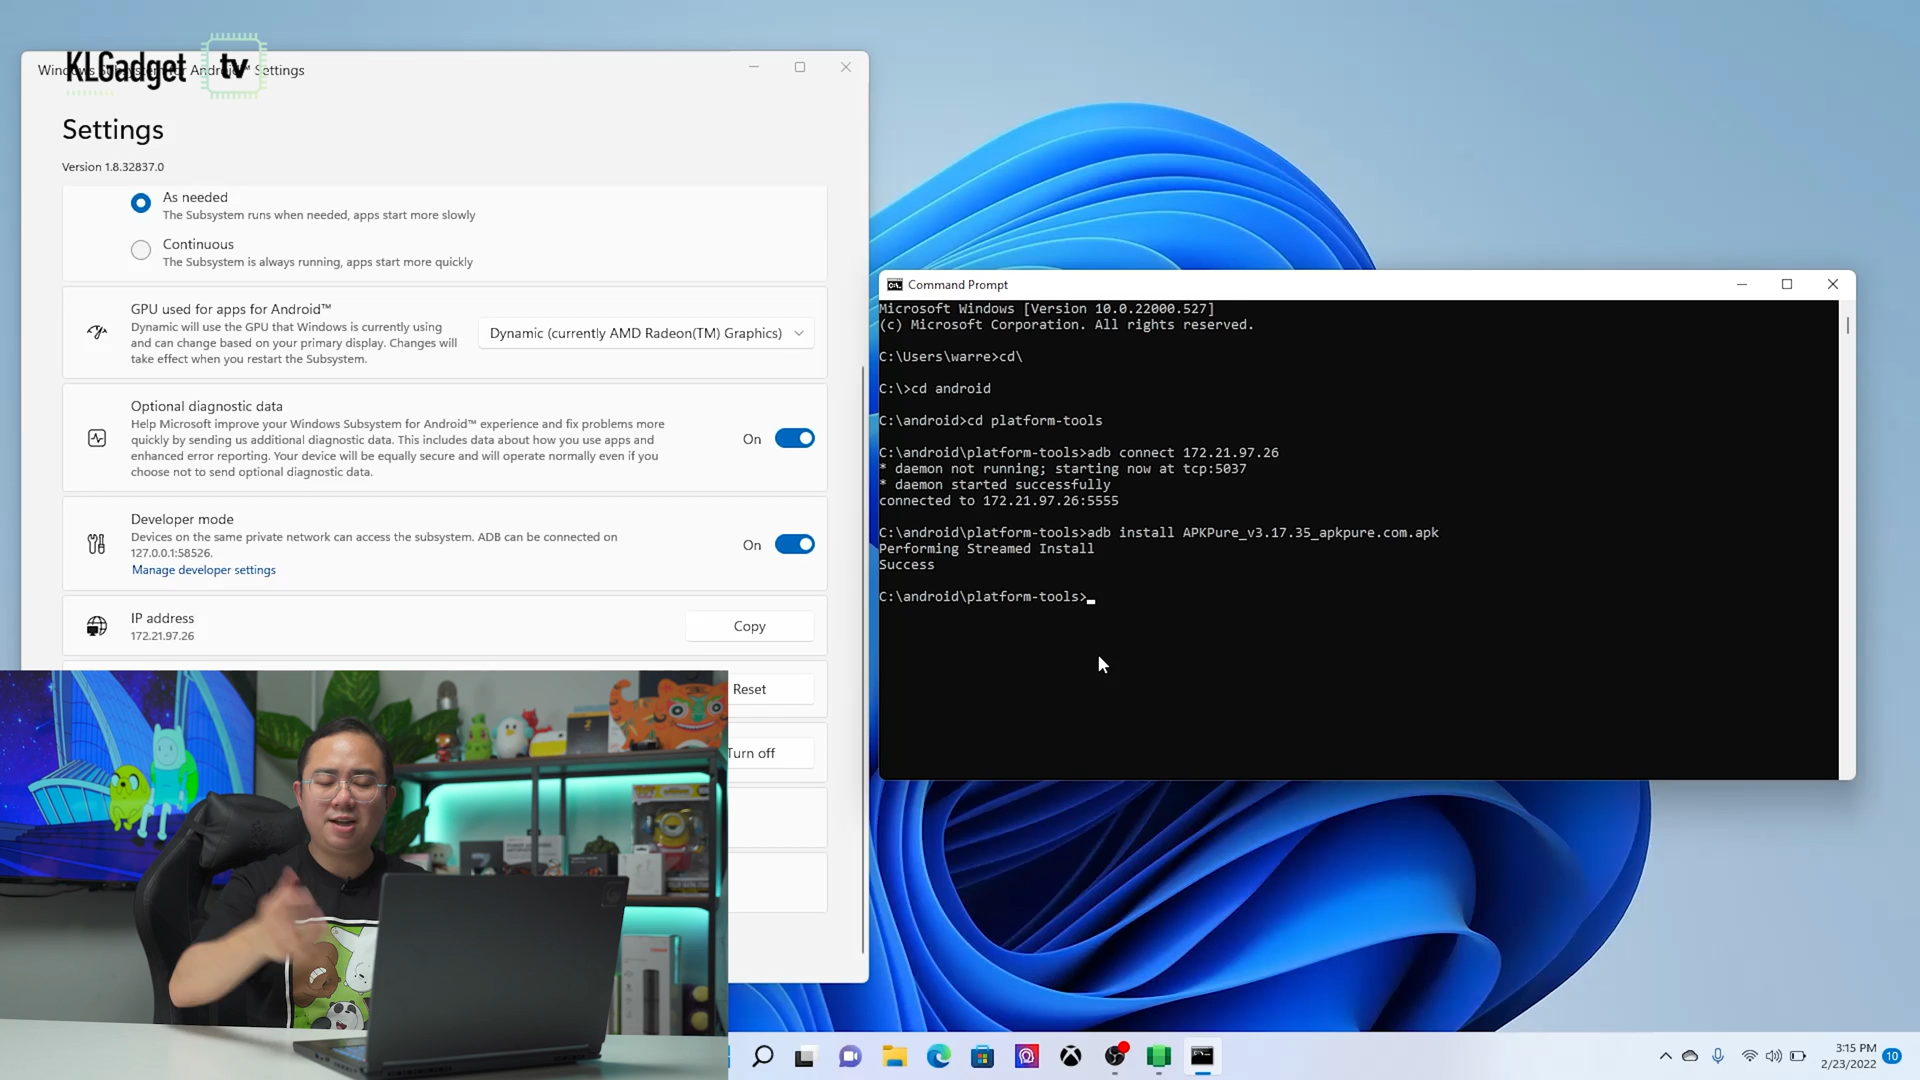 KLGadget tv
Windows Subsystem for Android™ Settings
Settings
Version 1.8.32837.0
As needed
The Subsystem runs when needed, apps start more slowly
Continuous
The Subsystem is always running, apps start more quickly
GPU used for apps for Android™
Dynamic will use the GPU that Windows is currently using
and can change based on your primary display. Changes will
take effect when you restart the Subsystem.
Dynamic (currently AMD Radeon(TM) Graphics)
Optional diagnostic data
Help Microsoft improve your Windows Subsystem for Android™ experience and fix problems more
quickly by sending us additional diagnostic data. This includes data about how you use apps and
enhanced error reporting. Your device will be equally secure and will operate normally even if you
choose not to send optional diagnostic data.
On
Developer mode
Devices on the same private network can access the subsystem. ADB can be connected on
127.0.0.1:58526.
Manage developer settings
On
IP address
172.21.97.26
Copy
Reset
Turn off
Command Prompt
Microsoft Windows [Version 10.0.22000.527]
(c) Microsoft Corporation. All rights reserved.
C:\Users\warre>cd\
C:\>cd android
C:\android>cd platform-tools
C:\android\platform-tools>adb connect 172.21.97.26
* daemon not running; starting now at tcp:5037
* daemon started successfully
connected to 172.21.97.26:5555
C:\android\platform-tools>adb install APKPure_v3.17.35_apkpure.com.apk
Performing Streamed Install
Success
C:\android\platform-tools>
3:15 PM
2/23/2022
10